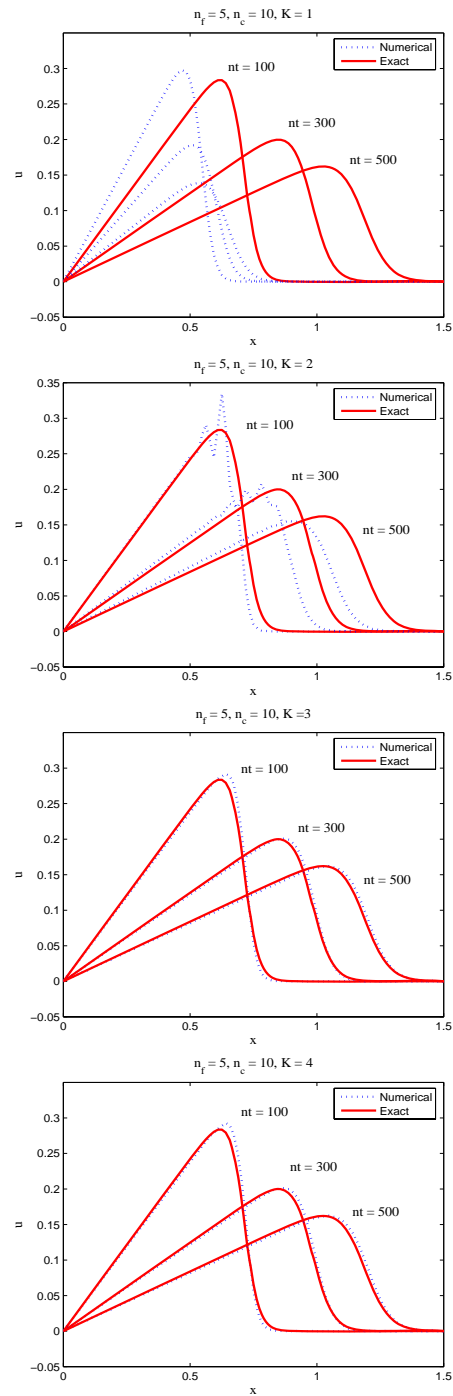 n_f = 5, n_c = 10, K = 1
Numerical
Exact
nt = 100
nt = 300
nt = 500
0.3
0.25
0.2
0.15
0.1
0.05
0
−0.05
u
0
0.5
1
1.5
x
n_f = 5, n_c = 10, K = 2
Numerical
Exact
nt = 100
nt = 300
nt = 500
0.35
0.3
0.25
0.2
0.15
0.1
0.05
0
−0.05
u
0
0.5
1
1.5
x
n_f = 5, n_c = 10, K =3
Numerical
Exact
nt = 100
nt = 300
nt = 500
0.3
0.25
0.2
0.15
0.1
0.05
0
−0.05
u
0
0.5
1
1.5
x
n_f = 5, n_c = 10, K = 4
Numerical
Exact
nt = 100
nt = 300
nt = 500
0.3
0.25
0.2
0.15
0.1
0.05
0
−0.05
u
0
0.5
1
1.5
x